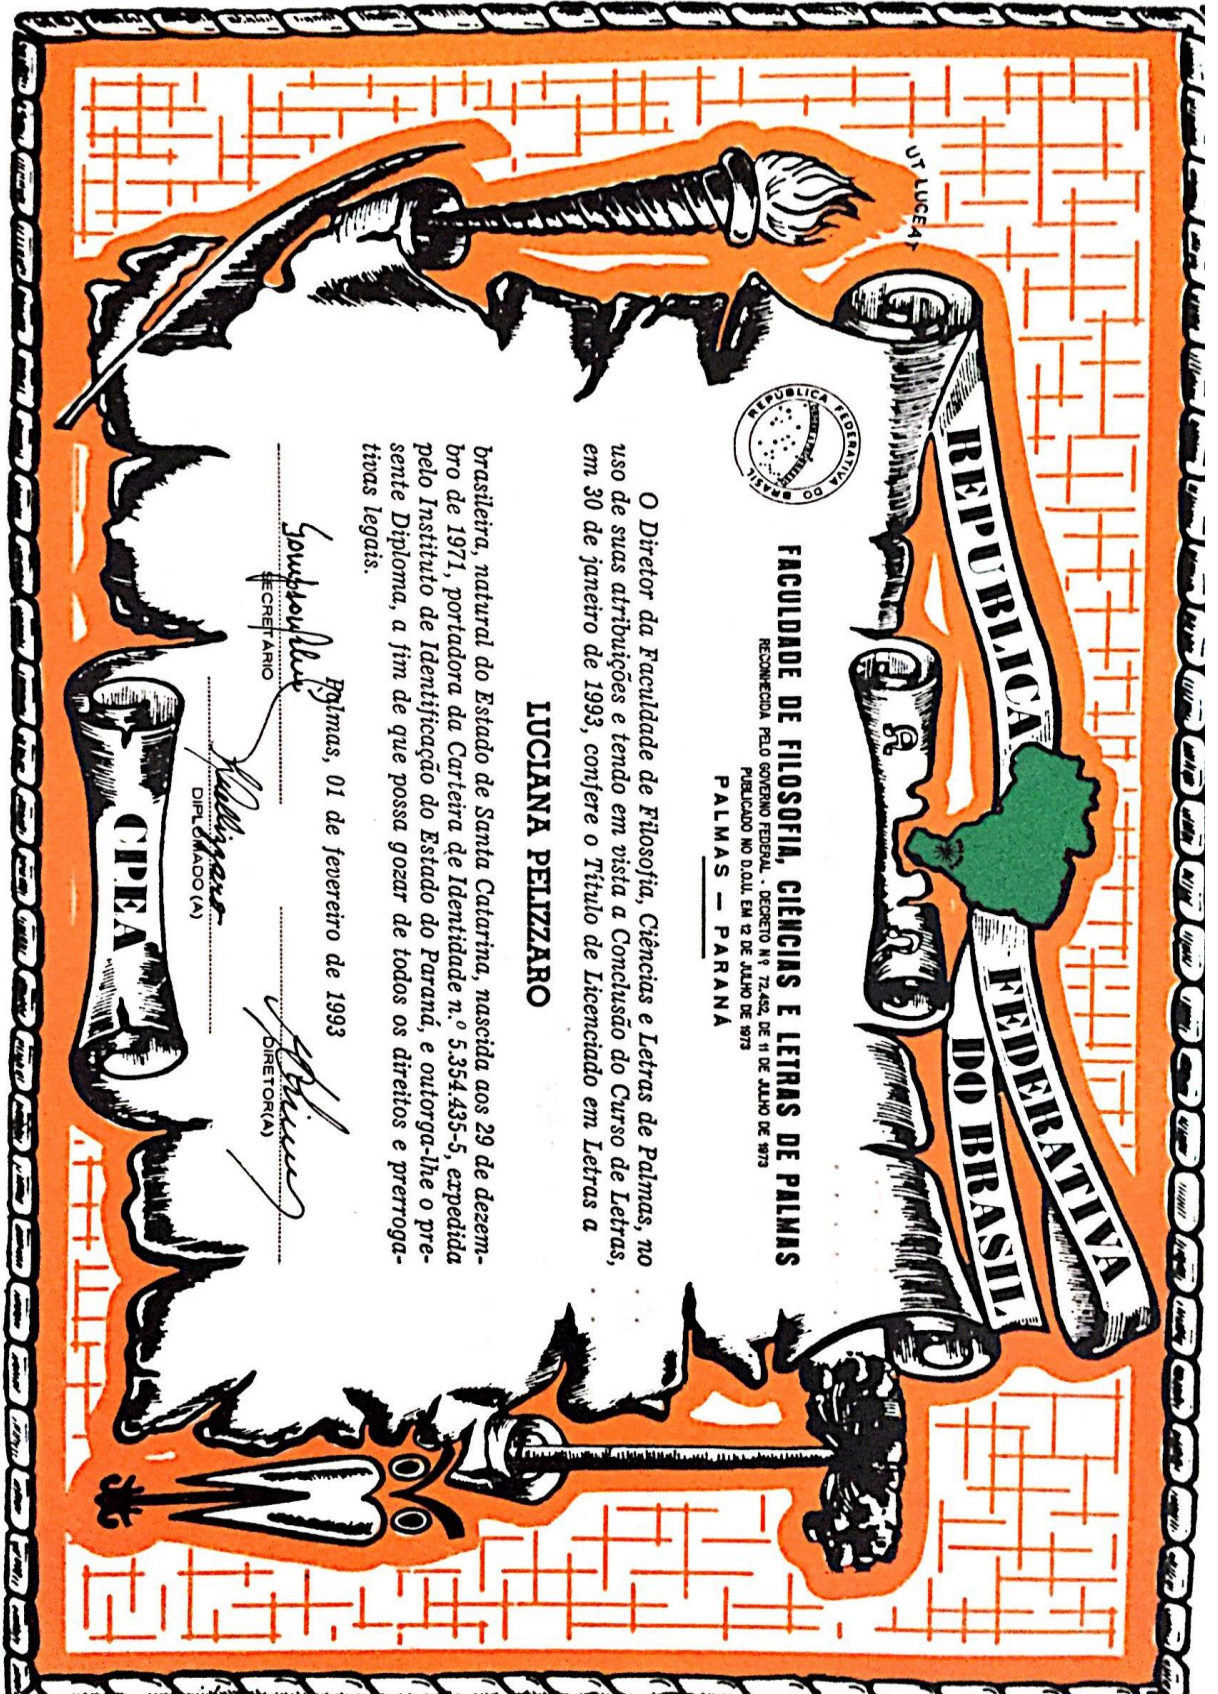 UT LUCEAT
REPUBLICA FEDERATIVA
DO BRASIL
REPÚBLICA FEDERATIVA DO BRASIL
FACULDADE DE FILOSOFIA, CIÊNCIAS E LETRAS DE PALMAS
RECONHECIDA PELO GOVERNO FEDERAL - DECRETO Nº 72.452, DE 11 DE JULHO DE 1973
PUBLICADO NO D.O.U. EM 12 DE JULHO DE 1973
PALMAS — PARANÁ
O Diretor da Faculdade de Filosofia, Ciências e Letras de Palmas, no
uso de suas atribuições e tendo em vista a Conclusão do Curso de Letras,
em 30 de janeiro de 1993, confere o Título de Licenciado em Letras a
LUCIANA PELIZZARO
brasileira, natural do Estado de Santa Catarina, nascida aos 29 de dezem-
bro de 1971, portadora da Carteira de Identidade n.º 5.354.435-5, expedida
pelo Instituto de Identificação do Estado do Paraná, e outorga-lhe o pre-
sente Diploma, a fim de que possa gozar de todos os direitos e prerroga-
tivas legais.
Palmas, 01 de fevereiro de 1993
SECRETARIO
DIRETOR(A)
DIPLOMADO(A)
CPEA